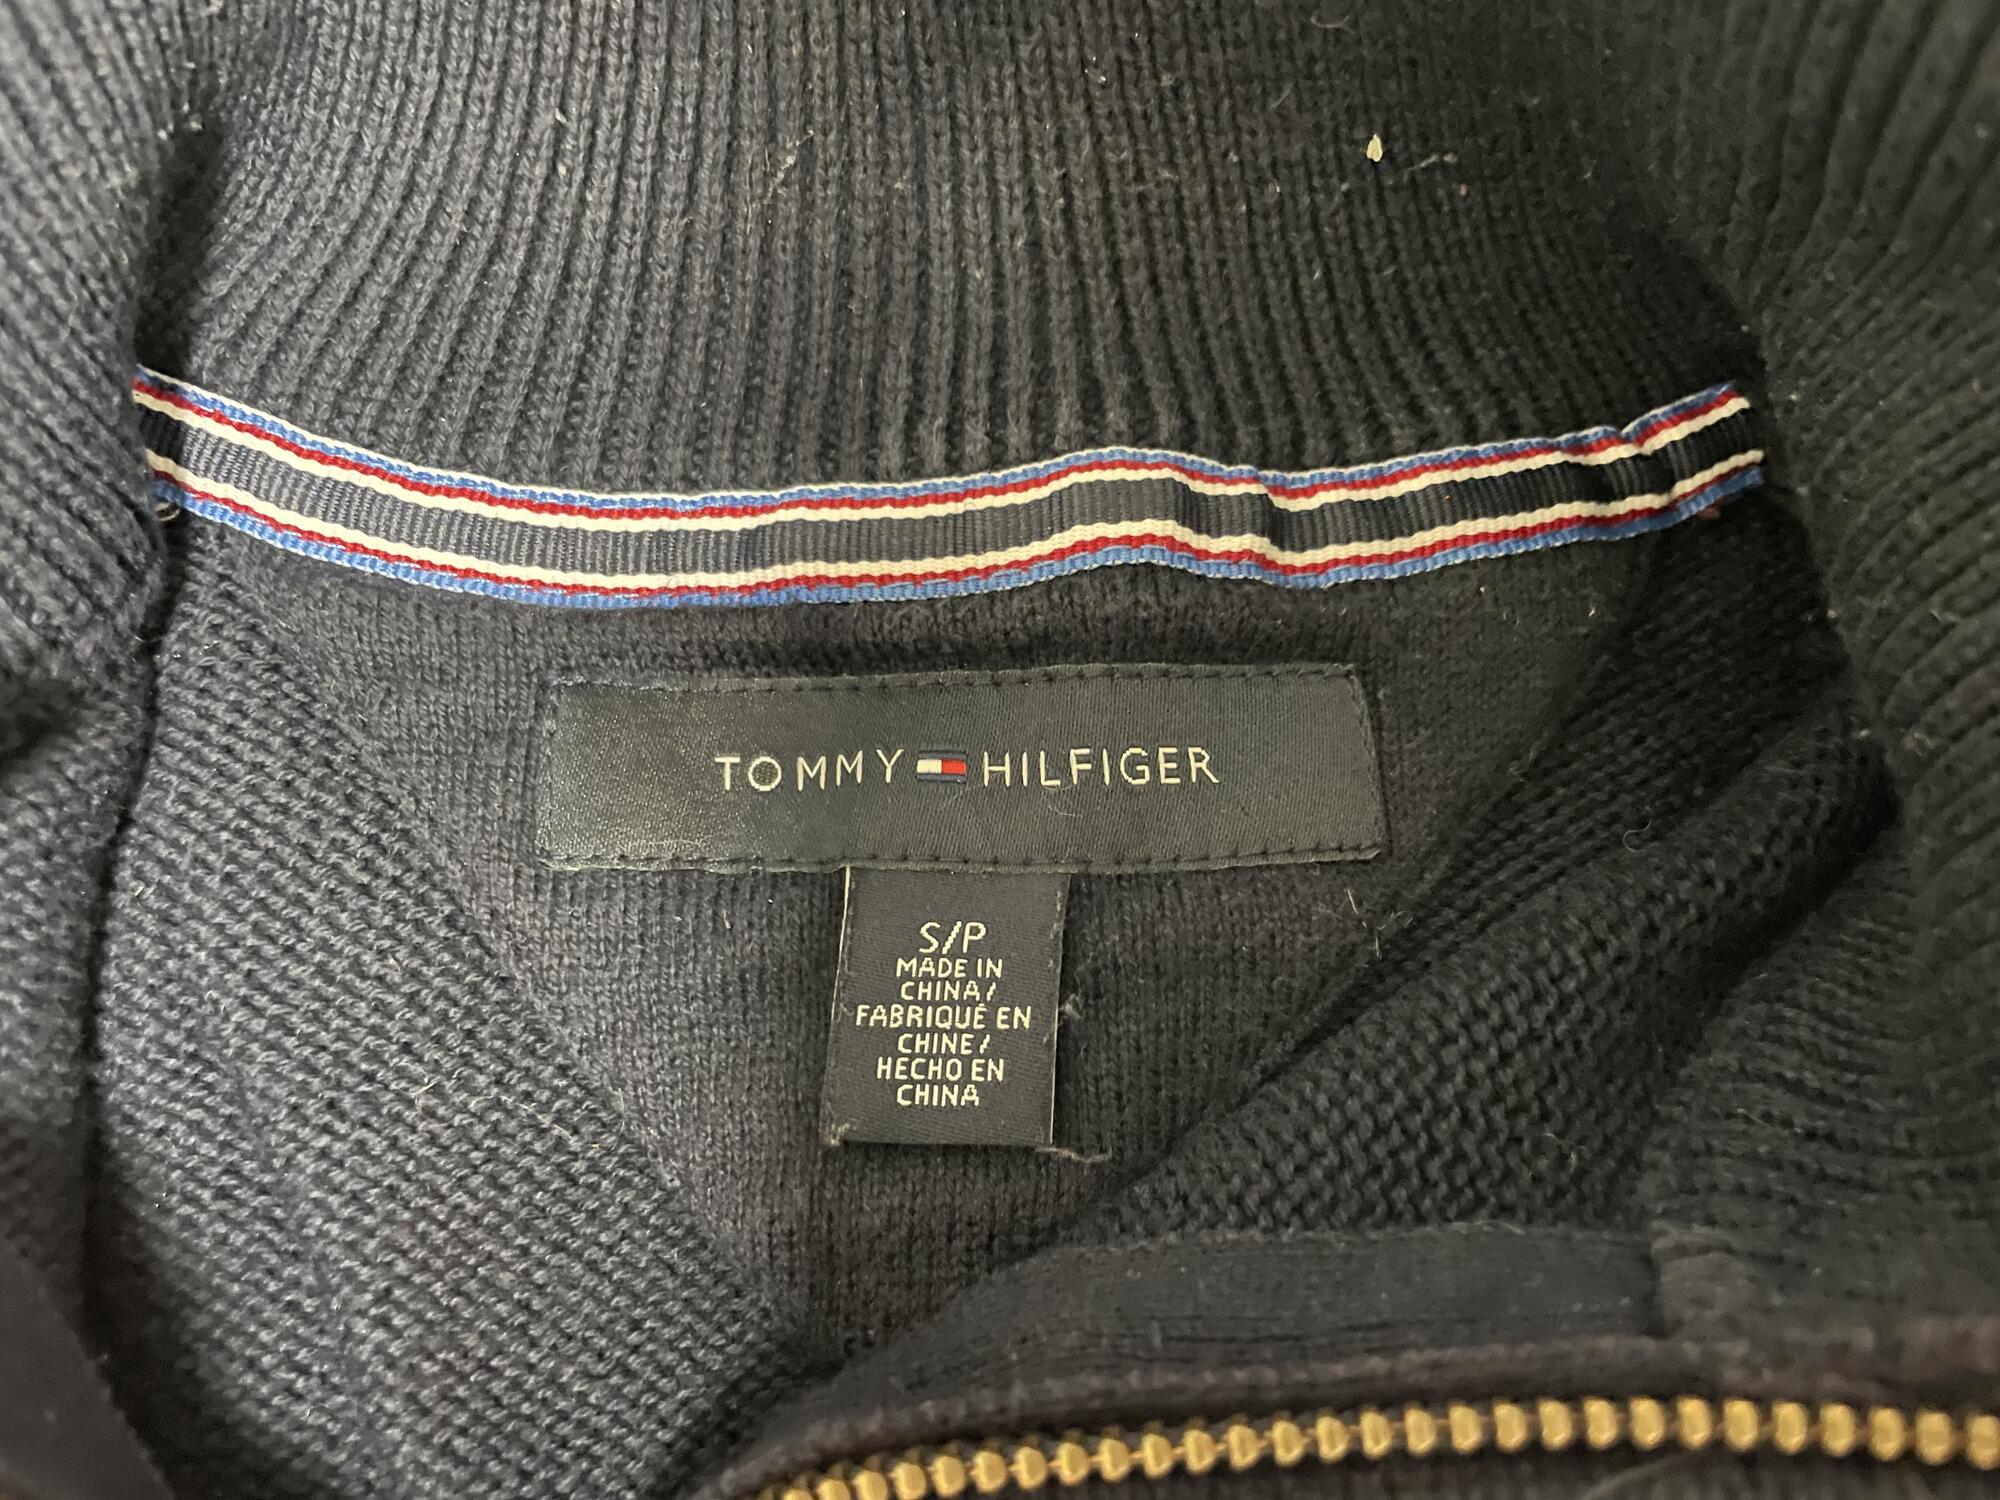 TOMMY HILFIGER
S/P
MADE IN
CHINA/
FABRIQUÉ EN
CHINE/
HECHO EN
CHINA